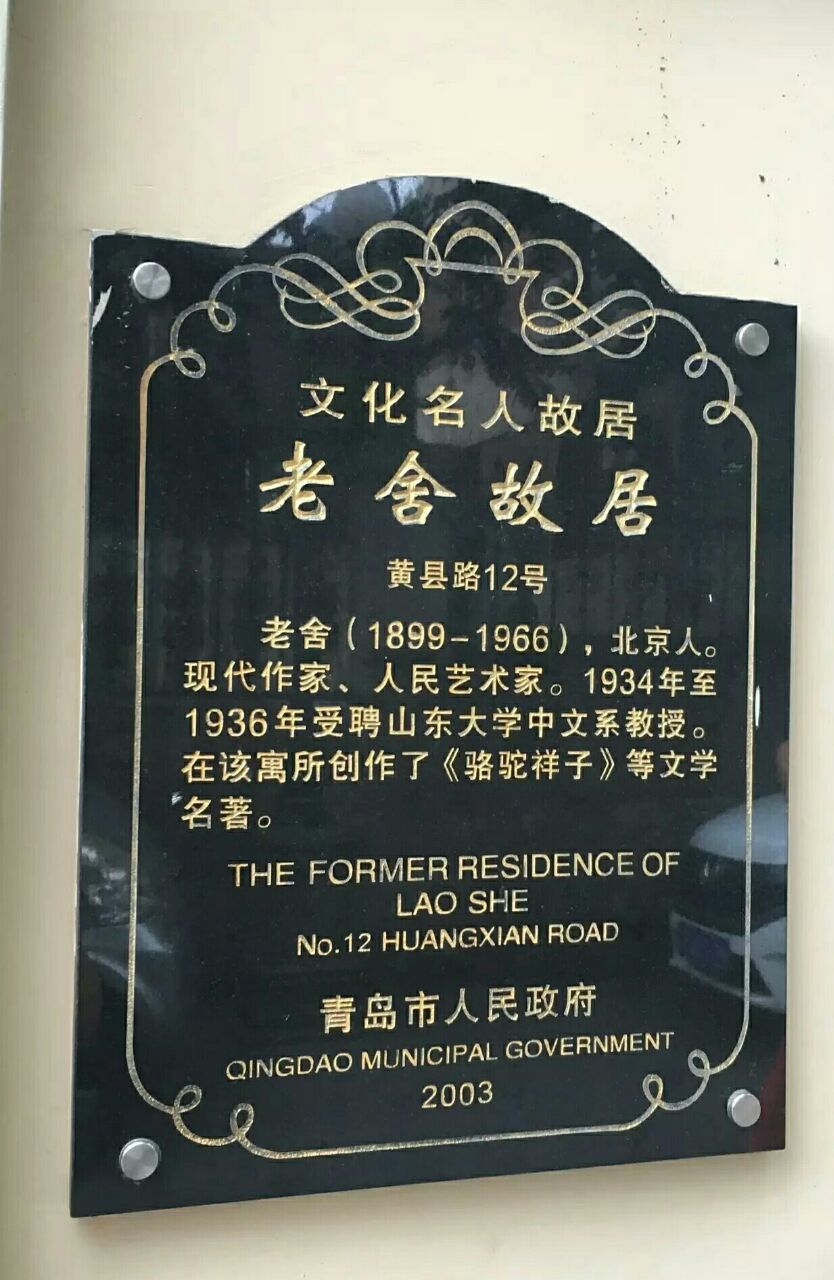 文化名人故居
老舍故居
黄县路12号
老舍(1899-1966),北京人。
现代作家、人民艺术家。1934年至
1936年受聘山东大学中文系教授。
在该寓所创作了《骆驼祥子》等文学
名著。
THE FORMER RESIDENCE OF
LAO SHE
No.12 HUANGXIAN ROAD
青岛市人民政府
QINGDAO MUNICIPAL GOVERNMENT
2003